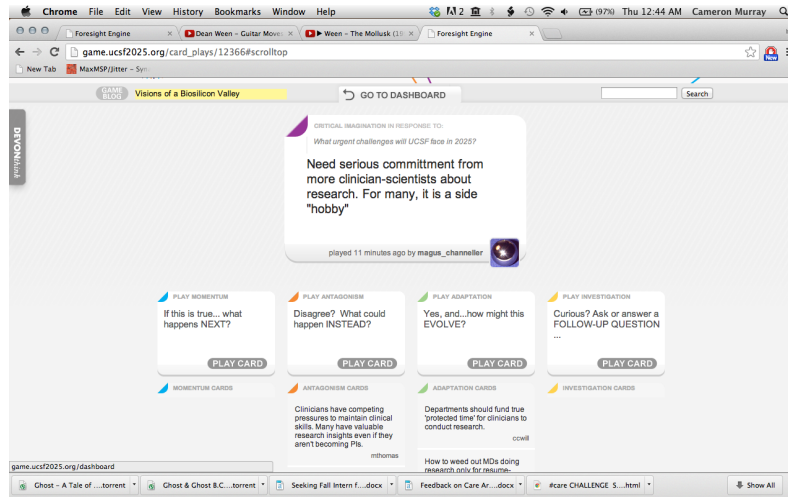 Chrome File Edit View History Bookmarks Window Help 2 (97%) Thu 12:44 AM Cameron Murray
Foresight Engine × Dean Ween – Guitar Move × Ween – The Mollusk (19 × Foresight Engine ×
game.ucsf2025.org/card_plays/12366#scrolltop New
New Tab MaxMSP/Jitter – Syn
GAME BLOG Visions of a Biosilicon Valley GO TO DASHBOARD Search
DEVONthink
CRITICAL IMAGINATION IN RESPONSE TO:
What urgent challenges will UCSF face in 2025?
Need serious committment from
more clinician-scientists about
research. For many, it is a side
"hobby"
played 11 minutes ago by magus_channeller
PLAY MOMENTUM
If this is true... what
happens NEXT?
PLAY CARD
PLAY ANTAGONISM
Disagree? What could
happen INSTEAD?
PLAY CARD
PLAY ADAPTATION
Yes, and...how might this
EVOLVE?
PLAY CARD
PLAY INVESTIGATION
Curious? Ask or answer a
FOLLOW-UP QUESTION
...
PLAY CARD
MOMENTUM CARDS
ANTAGONISM CARDS
Clinicians have competing
pressures to maintain clinical
skills. Many have valuable
research insights even if they
aren't becoming PIs.
mthomas
ADAPTATION CARDS
Departments should fund true
'protected time' for clinicians to
conduct research.
ccwill
How to weed out MDs doing
research only for resume-
INVESTIGATION CARDS
game.ucsf2025.org/dashboard
Ghost – A Tale of ....torrent Ghost & Ghost B.C....torrent Seeking Fall Intern f....docx Feedback on Care Ar....docx #care CHALLENGE S....html Show All